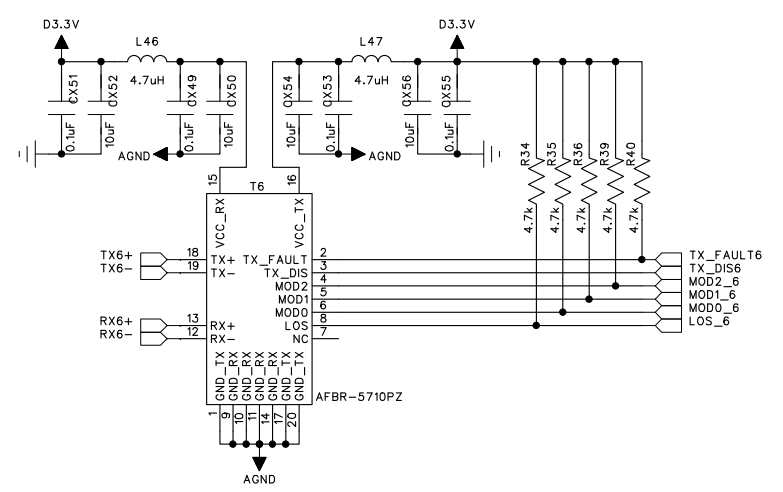 D3.3V
D3.3V
L46
L47
4.7uH
4.7uH
CX51
CX52
CX49
CX50
CX54
CX53
CX56
CX55
0.1uF
10uF
0.1uF
10uF
10uF
0.1uF
10uF
0.1uF
AGND
AGND
R34
R35
R36
R39
R40
4.7k
4.7k
4.7k
4.7k
4.7k
15
T6
16
VCC_RX
VCC_TX
TX6+
18
TX+
TX_FAULT
2
TX_FAULT6
TX6-
19
TX-
TX_DIS
3
TX_DIS6
MOD2
4
MOD2_6
MOD1
5
MOD1_6
MOD0
6
MOD0_6
RX6+
13
RX+
LOS
8
LOS_6
RX6-
12
RX-
NC
7
GND_TX
GND_RX
GND_RX
GND_RX
GND_RX
GND_TX
GND_TX
AFBR-5710PZ
1
9
10
11
14
17
20
AGND